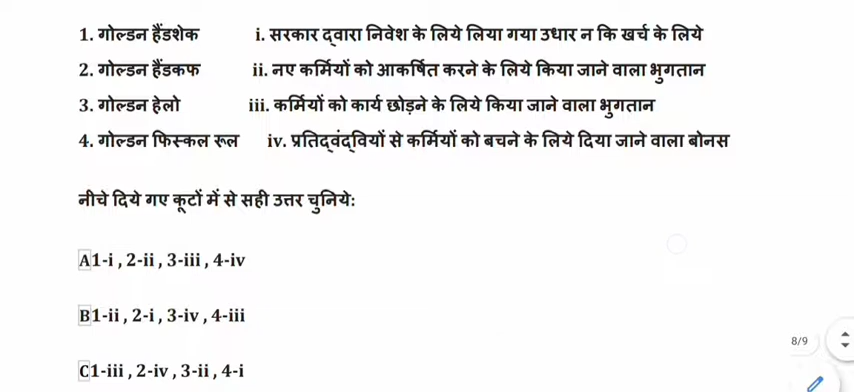 1. गोल्डन हैंडशेक i. सरकार द्वारा निवेश के लिये लिया गया उधार न कि खर्च के लिये
2. गोल्डन हैंडकफ ii. नए कर्मियों को आकर्षित करने के लिये किया जाने वाला भुगतान
3. गोल्डन हेलो iii. कर्मियों को कार्य छोड़ने के लिये किया जाने वाला भुगतान
4. गोल्डन फिस्कल रूल iv. प्रतिद्वंद्वियों से कर्मियों को बचने के लिये दिया जाने वाला बोनस
नीचे दिये गए कूटों में से सही उत्तर चुनिये:
A1-i , 2-ii , 3-iii , 4-iv
B1-ii , 2-i , 3-iv , 4-iii
8/9
C1-iii , 2-iv , 3-ii , 4-i